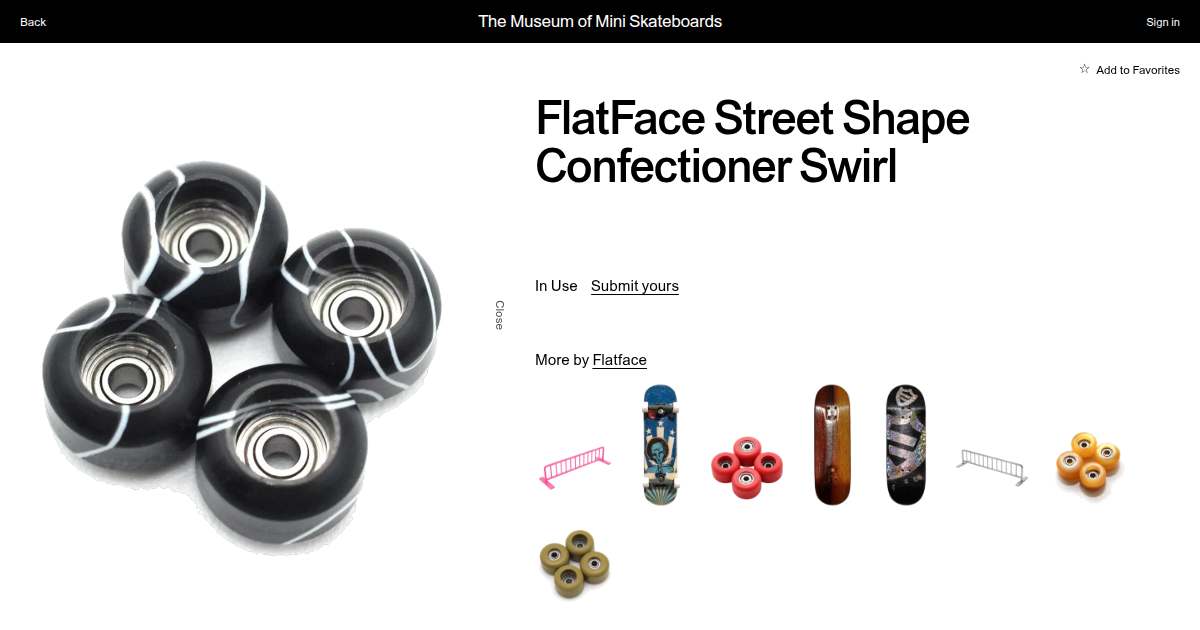 Back
The Museum of Mini Skateboards
Sign in
☆ Add to Favorites
FlatFace Street Shape
Confectioner Swirl
In Use Submit yours
Close
More by Flatface